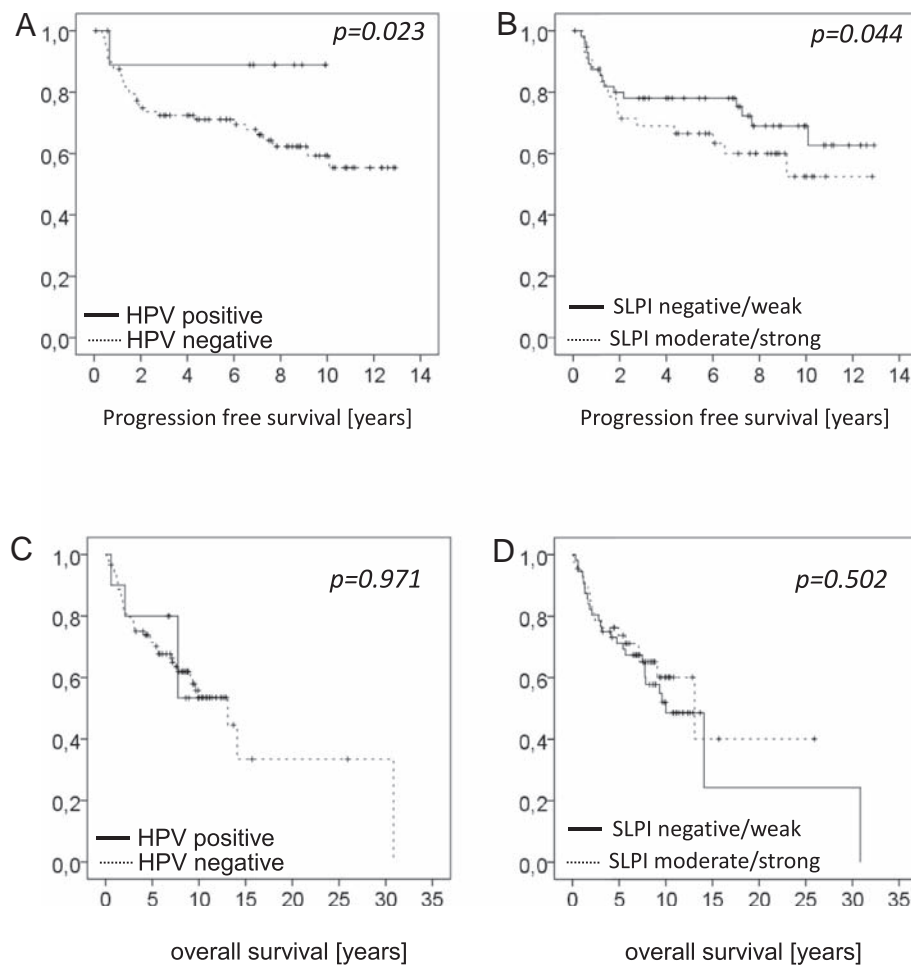 A
p=0.023
1,0
0,8
0,6
0,4
0,2
0,0
HPV positive
HPV negative
0 2 4 6 8 10 12 14
Progression free survival [years]
B
p=0.044
1,0
0,8
0,6
0,4
0,2
0,0
SLPI negative/weak
SLPI moderate/strong
0 2 4 6 8 10 12 14
Progression free survival [years]
C
p=0.971
1,0
0,8
0,6
0,4
0,2
0,0
HPV positive
HPV negative
0 5 10 15 20 25 30 35
overall survival [years]
D
p=0.502
1,0
0,8
0,6
0,4
0,2
0,0
SLPI negative/weak
SLPI moderate/strong
0 5 10 15 20 25 30 35
overall survival [years]